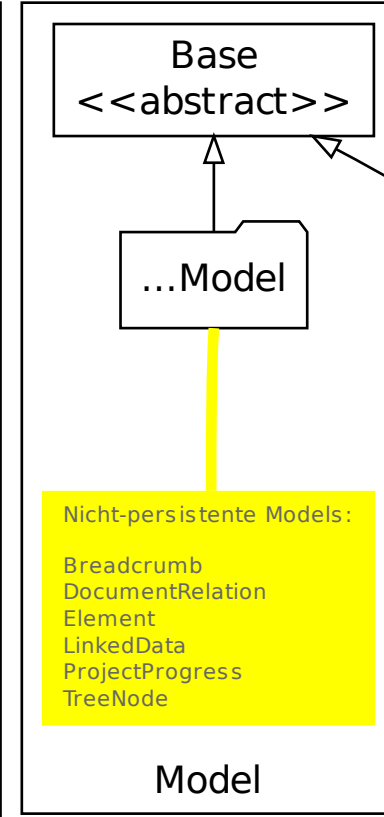 Base
<<abstract>>
...Model
Nicht-persistente Models:
Breadcrumb
DocumentRelation
Element
LinkedData
ProjectProgress
TreeNode
Model